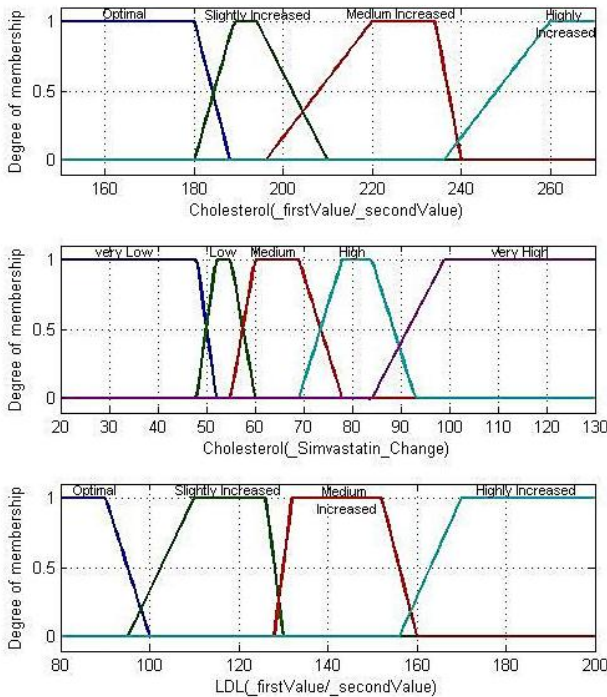 Optimal Slightly Increased Medium Increased Highly
Increased
1
0.5
0
Degree of membership
160 180 200 220 240 260
Cholesterol(_firstValue/_secondValue)
very Low Low Medium High very High
1
0.5
0
Degree of membership
20 30 40 50 60 70 80 90 100 110 120 130
Cholesterol(_Simvastatin_Change)
Optimal Slightly Increased Medium Highly Increased
Increased
1
0.5
0
Degree of membership
80 100 120 140 160 180 200
LDL(_firstValue/_secondValue)